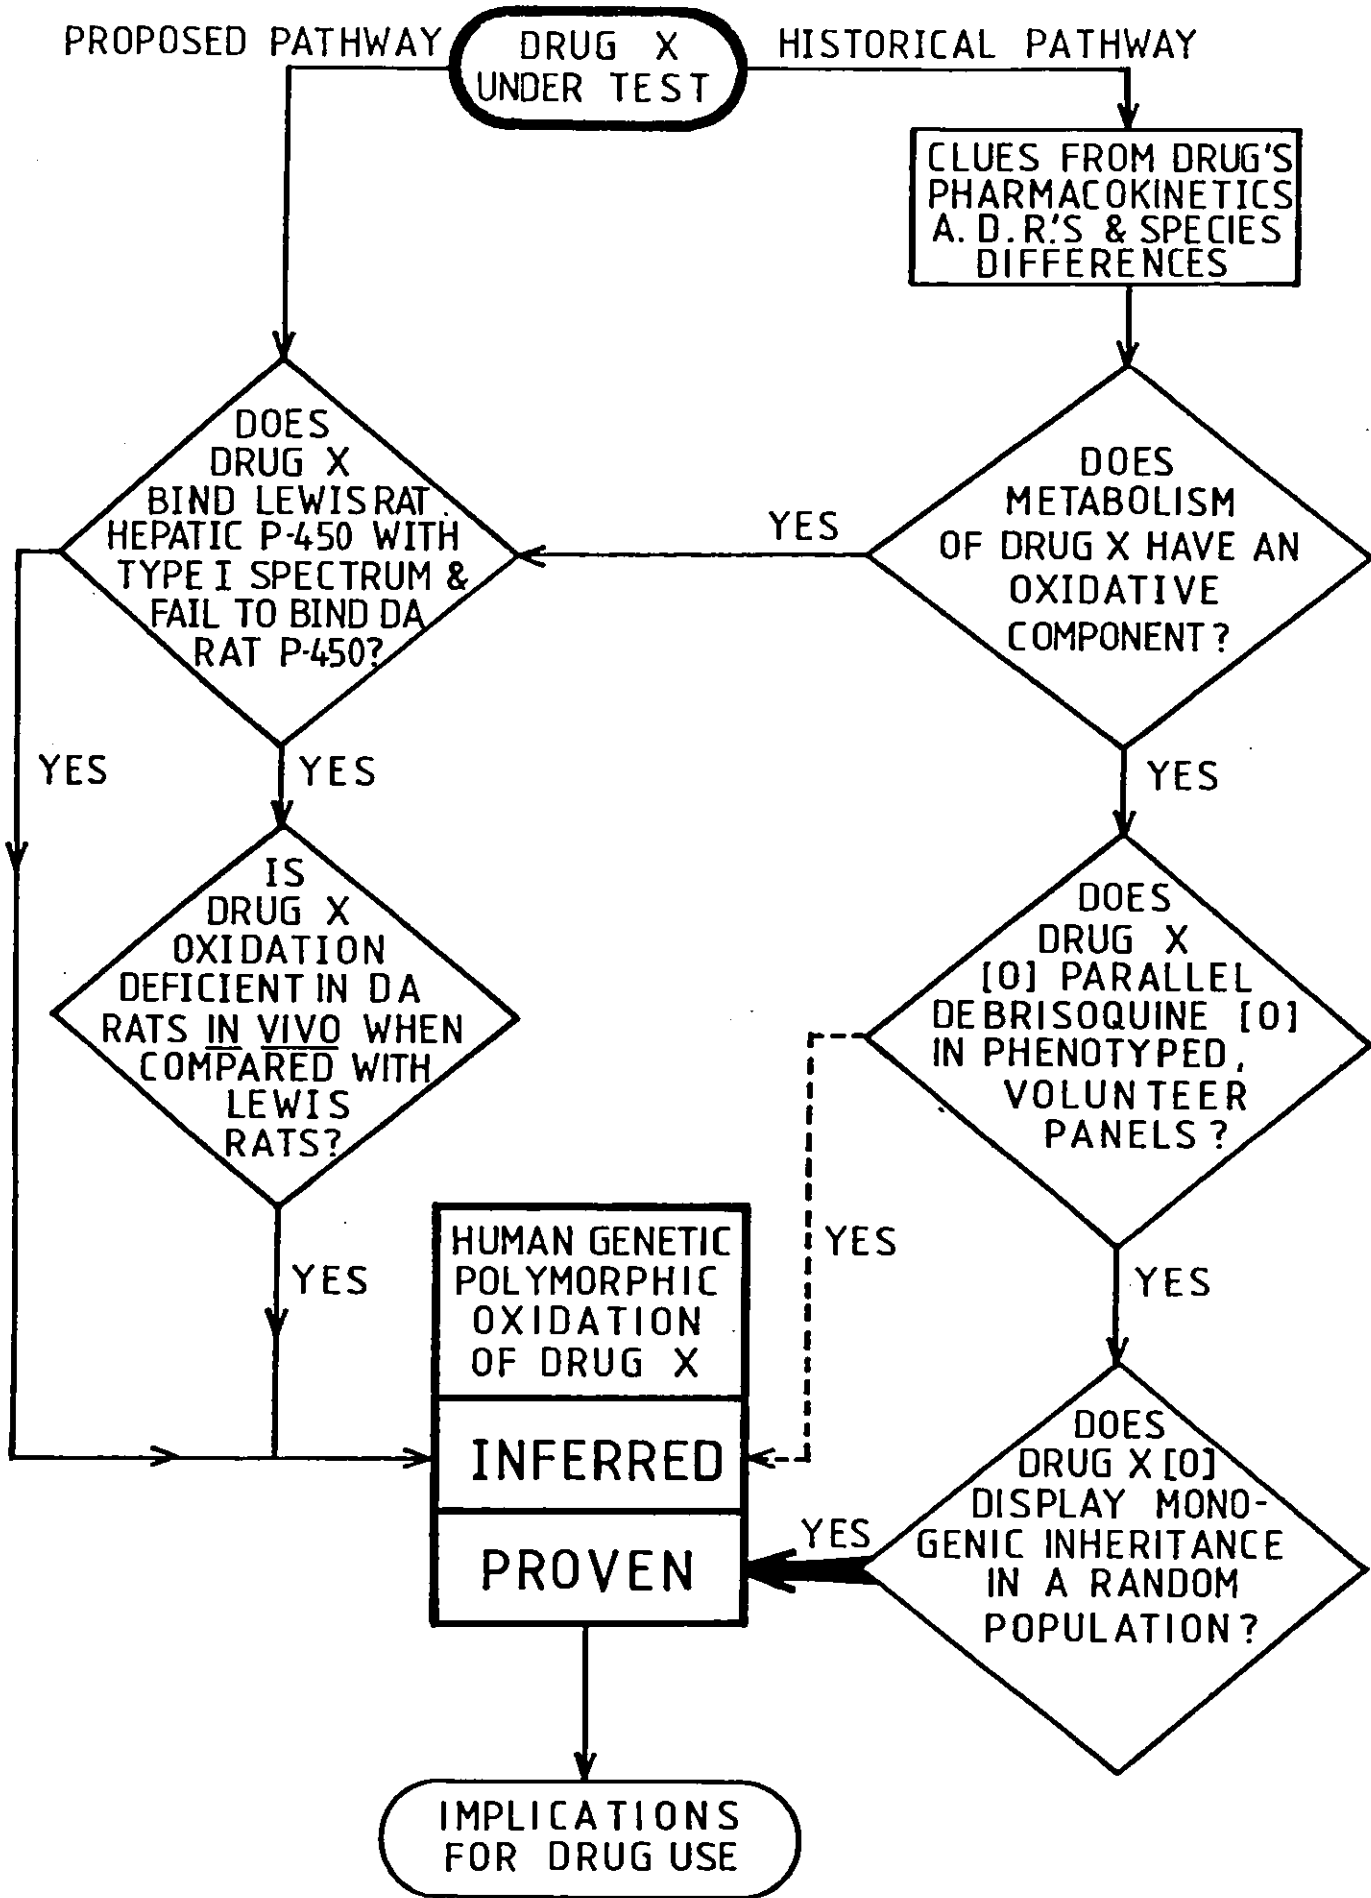 PROPOSED PATHWAY
DRUG X
UNDER TEST
HISTORICAL PATHWAY
CLUES FROM DRUG'S
PHARMACOKINETICS
A. D. R.'S & SPECIES
DIFFERENCES
DOES
DRUG X
BIND LEWIS RAT
HEPATIC P-450 WITH
TYPE I SPECTRUM &
FAIL TO BIND DA
RAT P-450?
YES
DOES
METABOLISM
OF DRUG X HAVE AN
OXIDATIVE
COMPONENT?
YES
YES
YES
IS
DRUG X
OXIDATION
DEFICIENT IN DA
RATS IN VIVO WHEN
COMPARED WITH
LEWIS
RATS?
DOES
DRUG X
[O] PARALLEL
DEBRISOQUINE [O]
IN PHENOTYPED,
VOLUNTEER
PANELS?
YES
HUMAN GENETIC
POLYMORPHIC
OXIDATION
OF DRUG X
YES
YES
INFERRED
PROVEN
YES
DOES
DRUG X [O]
DISPLAY MONO-
GENIC INHERITANCE
IN A RANDOM
POPULATION?
IMPLICATIONS
FOR DRUG USE